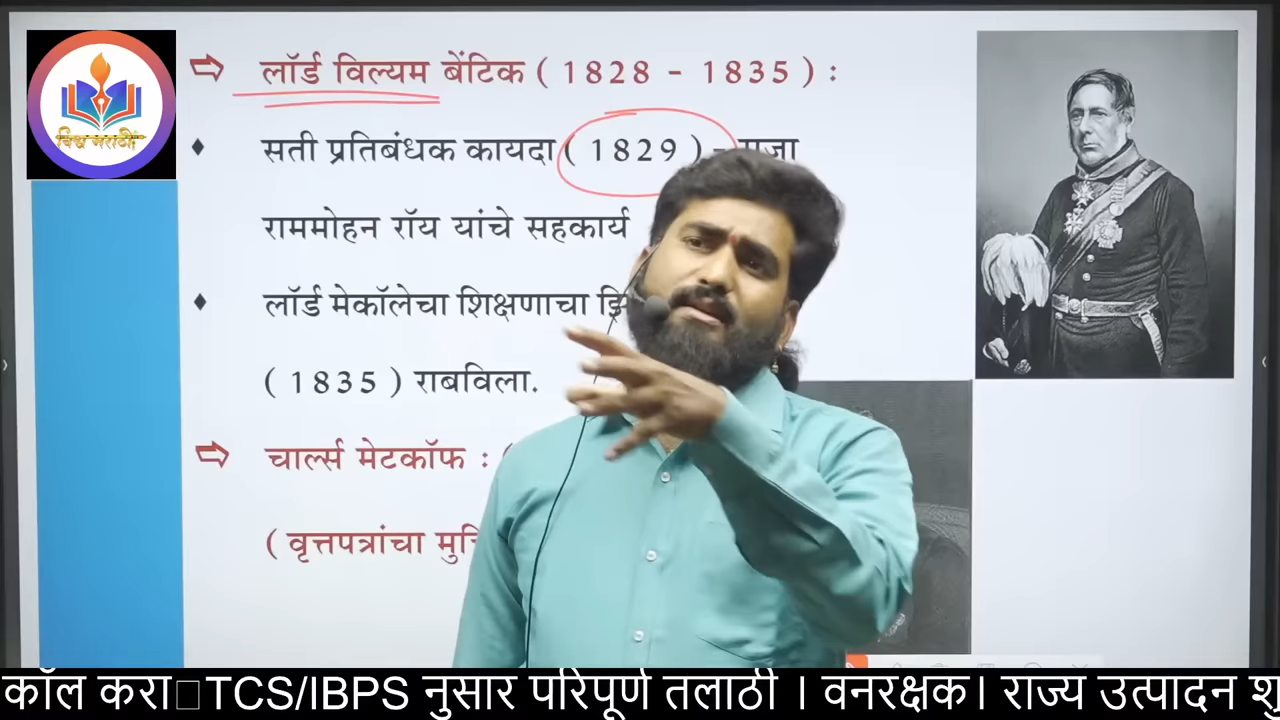 विश्व मराठी
लॉर्ड विल्यम बेंटिक ( 1828 - 1835 ) :
सती प्रतिबंधक कायदा ( 1829 ) -
राममोहन रॉय यांचे सहकार्य
लॉर्ड मेकॉलेचा शिक्षणाचा
( 1835 ) राबविला.
चार्ल्स मेटकॉफ : (
( वृत्तपत्रांचा
कॉल करा TCS/IBPS नुसार परिपूर्ण तलाठी । वनरक्षक। राज्य उत्पादन